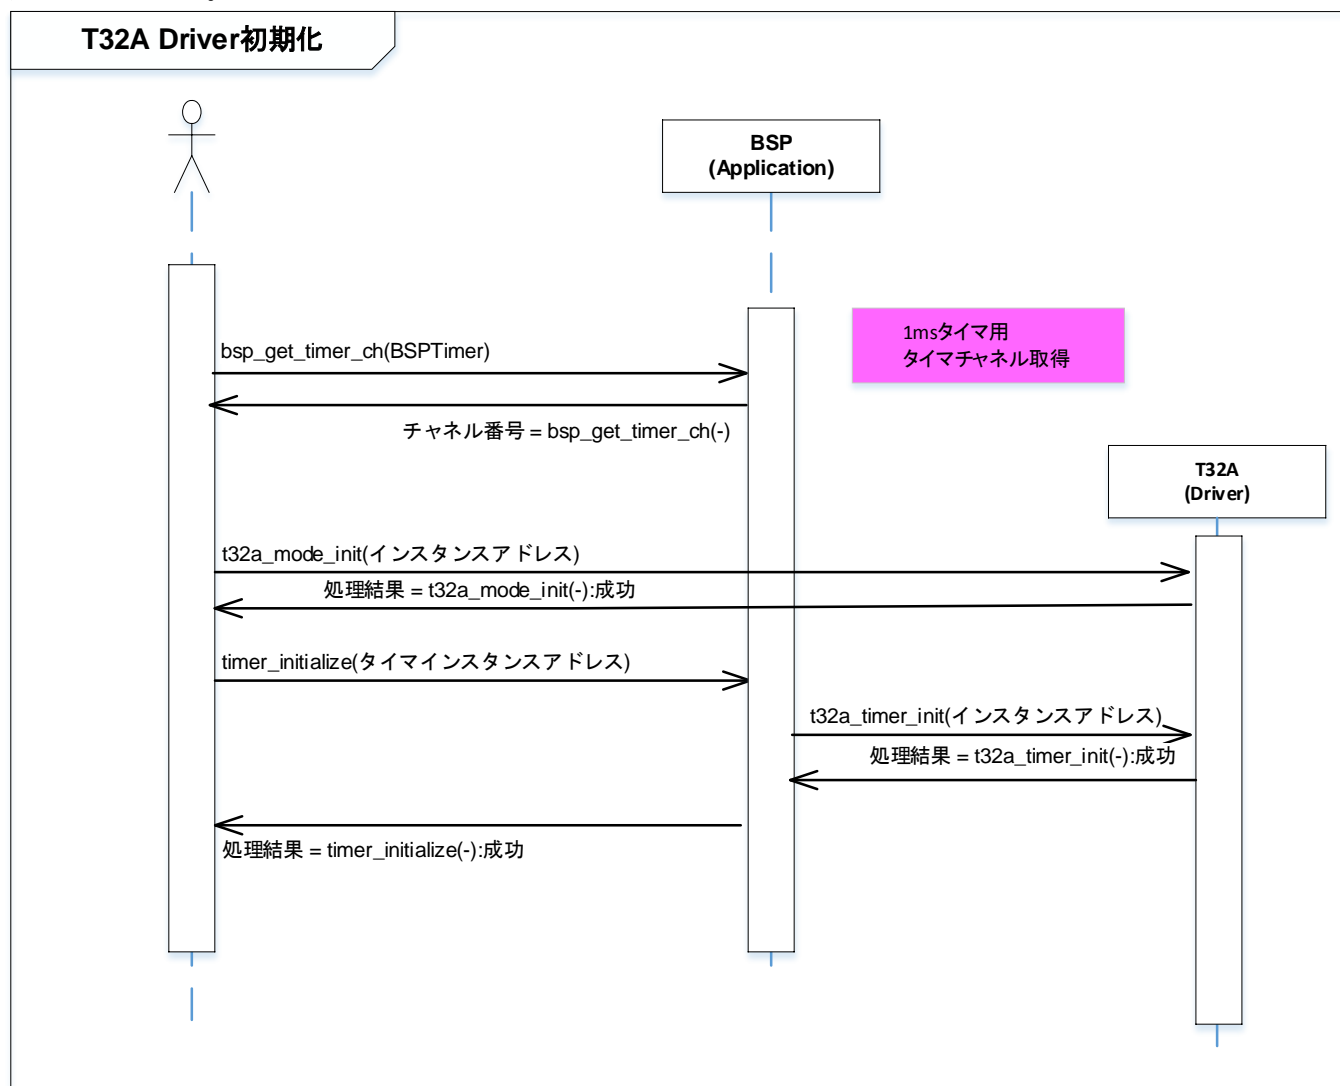 T32A Driver初期化
BSP
(Application)
1msタイマ用
タイマチャネル取得
bsp_get_timer_ch(BSPTimer)
チャネル番号 = bsp_get_timer_ch(-)
T32A
(Driver)
t32a_mode_init(インスタンスアドレス)
処理結果 = t32a_mode_init(-):成功
timer_initialize(タイマインスタンスアドレス)
t32a_timer_init(インスタンスアドレス)
処理結果 = t32a_timer_init(-):成功
処理結果 = timer_initialize(-):成功